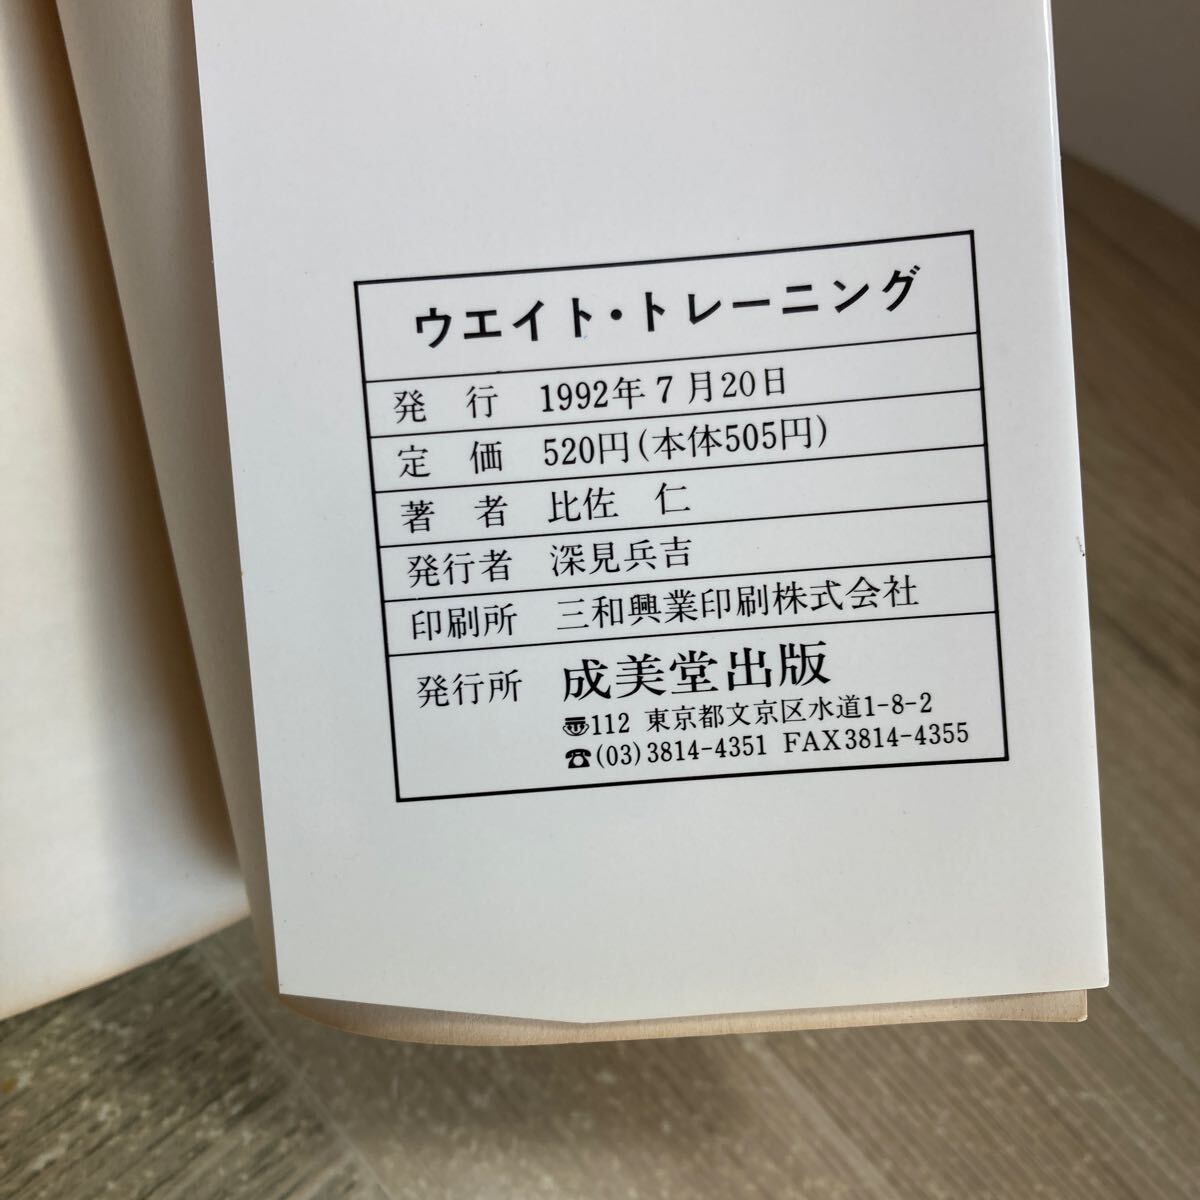 ウエイト・トレーニング
発 行 1992年7月20日
定 価 520円(本体505円)
著 者 比佐 仁
発行者 深見兵吉
印刷所 三和興業印刷株式会社
発行所 成美堂出版
〠112 東京都文京区水道1-8-2
☎(03)3814-4351 FAX3814-4355